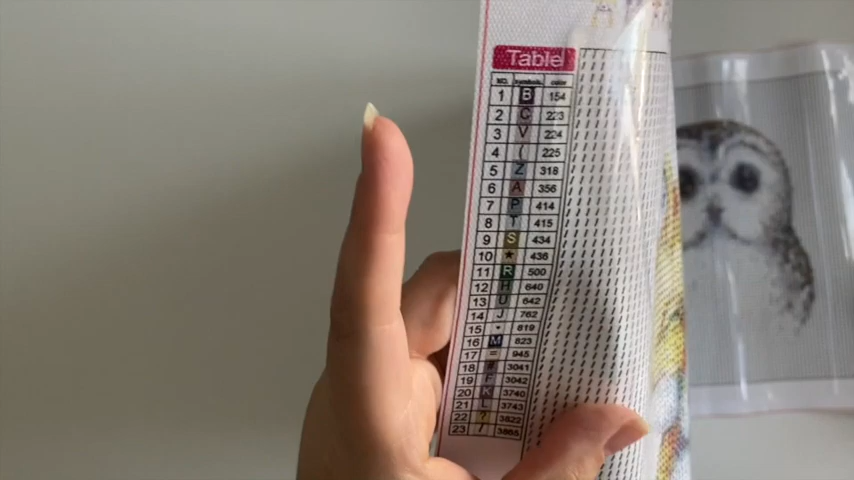 Table
NO. symbols color
1 B 154
2 C 223
3 V 224
4 ( 225
5 Z 318
6 A 356
7 P 414
8 T 415
9 S 434
10 ★ 436
11 R 500
12 H 640
13 U 642
14 J 762
15 • 819
16 M 823
17 = 945
18 # 3041
19 F 3042
20 K 3740
21 L 3743
22 ? 3822
23 / 3865